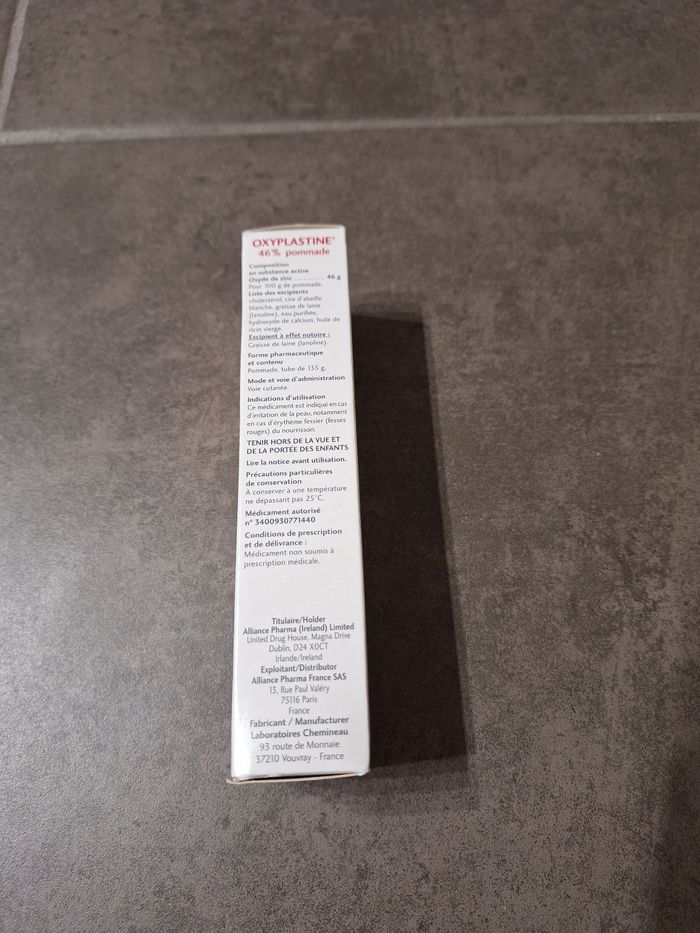 OXYPLASTINE®
46% pommade
Composition
en substance active
Oxyde de zinc .............. 46 g
Pour 100 g de pommade.
Liste des excipients
cholestérol, cire d'abeille
blanche, graisse de laine
(lanoline), eau purifiée,
hydroxyde de calcium, huile de
ricin vierge.
Excipient à effet notoire :
Graisse de laine (lanoline).
Forme pharmaceutique
et contenu
Pommade, tube de 135 g.
Mode et voie d'administration
Voie cutanée.
Indications d'utilisation
Ce médicament est indiqué en cas
d'irritation de la peau, notamment
en cas d'érythème fessier (fesses
rouges) du nourrisson.
TENIR HORS DE LA VUE ET
DE LA PORTÉE DES ENFANTS
Lire la notice avant utilisation.
Précautions particulières
de conservation
A conserver à une température
ne dépassant pas 25°C.
Médicament autorisé
n° 3400930771440
Conditions de prescription
et de délivrance :
Médicament non soumis à
prescription médicale.
Titulaire/Holder
Alliance Pharma (Ireland) Limited
United Drug House, Magna Drive
Dublin, D24 X0CT
Irlande/Ireland
Exploitant/Distributor
Alliance Pharma France SAS
13, Rue Paul Valéry
75116 Paris
France
Fabricant / Manufacturer
Laboratoires Chemineau
93 route de Monnaie
37210 Vouvray - France